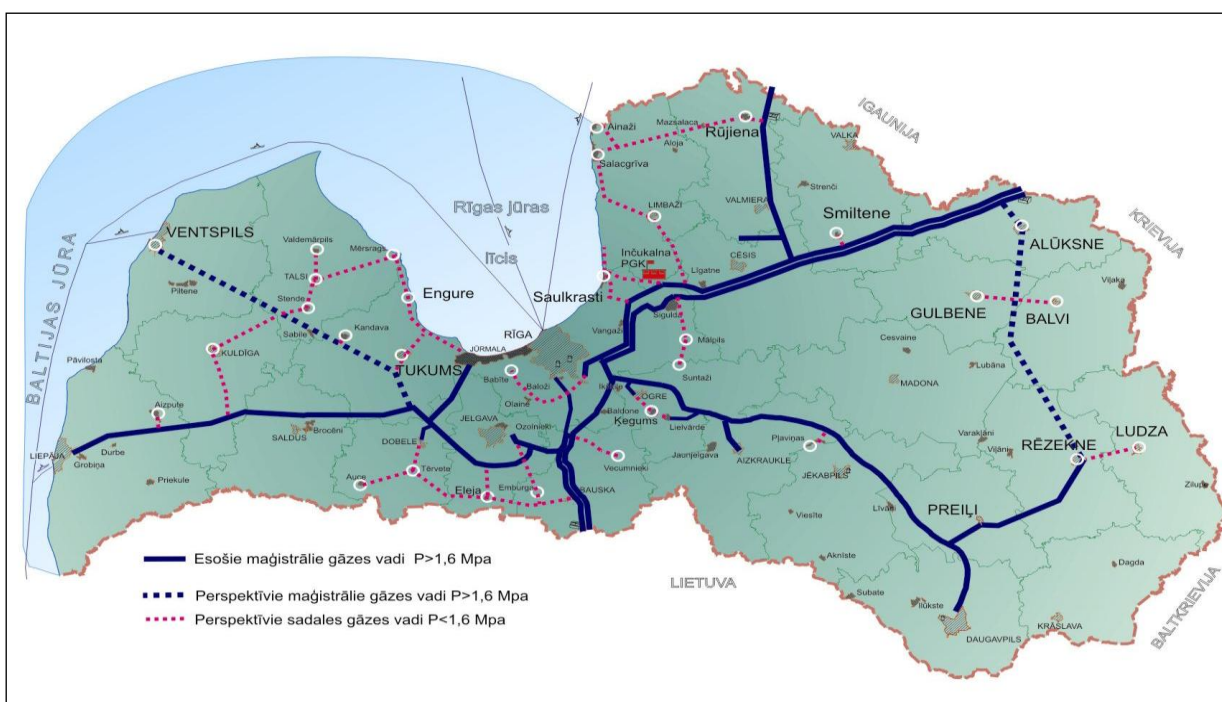 IGAUNIJA
Ainaži
Mazsalaca
Rūjiena
Aloja
VALKA
Salacgrīva
Strenči
Rīgas jūras
līcis
LIMBAŽI
VALMIERA
Smiltene
KRIEVIJA
BALTIJAS JŪRA
VENTSPILS
Valdemārpils
Mērsrags
ALŪKSNE
Inčukalna
PGK
CĒSIS
TALSI
Līgatne
Viļaka
Piltene
Engure
Saulkrasti
Stende
Sigulda
GULBENE
BALVI
Sabile
Kandava
RĪGA
Vangaži
Mālpils
Cesvaine
KULDĪGA
JŪRMALA
Pāvilosta
TUKUMS
Babīte
Baloži
Suntaži
Lubāna
Ikšķile
MADONA
OGRE
Aizpute
Olaine
Baldone
JELGAVA
Ozolnieki
Ķegums
Lielvārde
LUDZA
SALDUS
Brocēni
DOBELE
Varakļāni
RĒZEKNE
LIEPĀJA
Durbe
Grobiņa
Jaunjelgava
AIZKRAUKLE
Pļaviņas
Viļāni
Vecumnieki
JĒKABPILS
Tērvete
Auce
Eleja
Emburga
BAUSKA
Priekule
Zilupe
Līvāni
PREIĻI
Viesīte
Esošie maģistrālie gāzes vadi P>1,6 Mpa
Perspektīvie maģistrālie gāzes vadi P>1,6 Mpa
Perspektīvie sadales gāzes vadi P<1,6 Mpa
LIETUVA
Aknīste
Dagda
Subate
Ilūkste
KRĀSLAVA
DAUGAVPILS
BALTKRIEVIJA